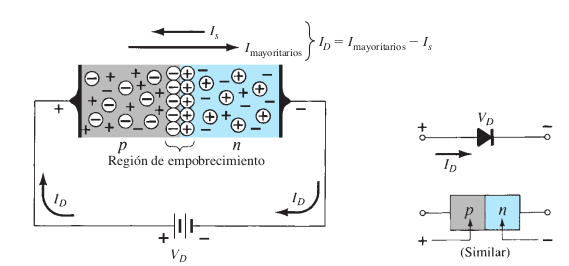 I_s
I_mayoritarios
I_D = I_mayoritarios − I_s
+ −
p n
Región de empobrecimiento
I_D I_D
+ −
V_D
V_D
+ −
I_D
p n
+ −
(Similar)